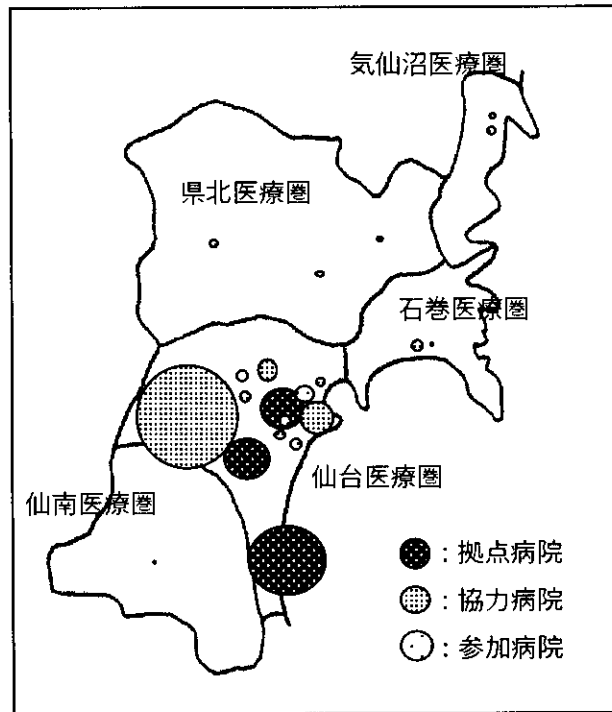 気仙沼医療圏
県北医療圏
石巻医療圏
仙台医療圏
仙南医療圏
：拠点病院
：協力病院
：参加病院